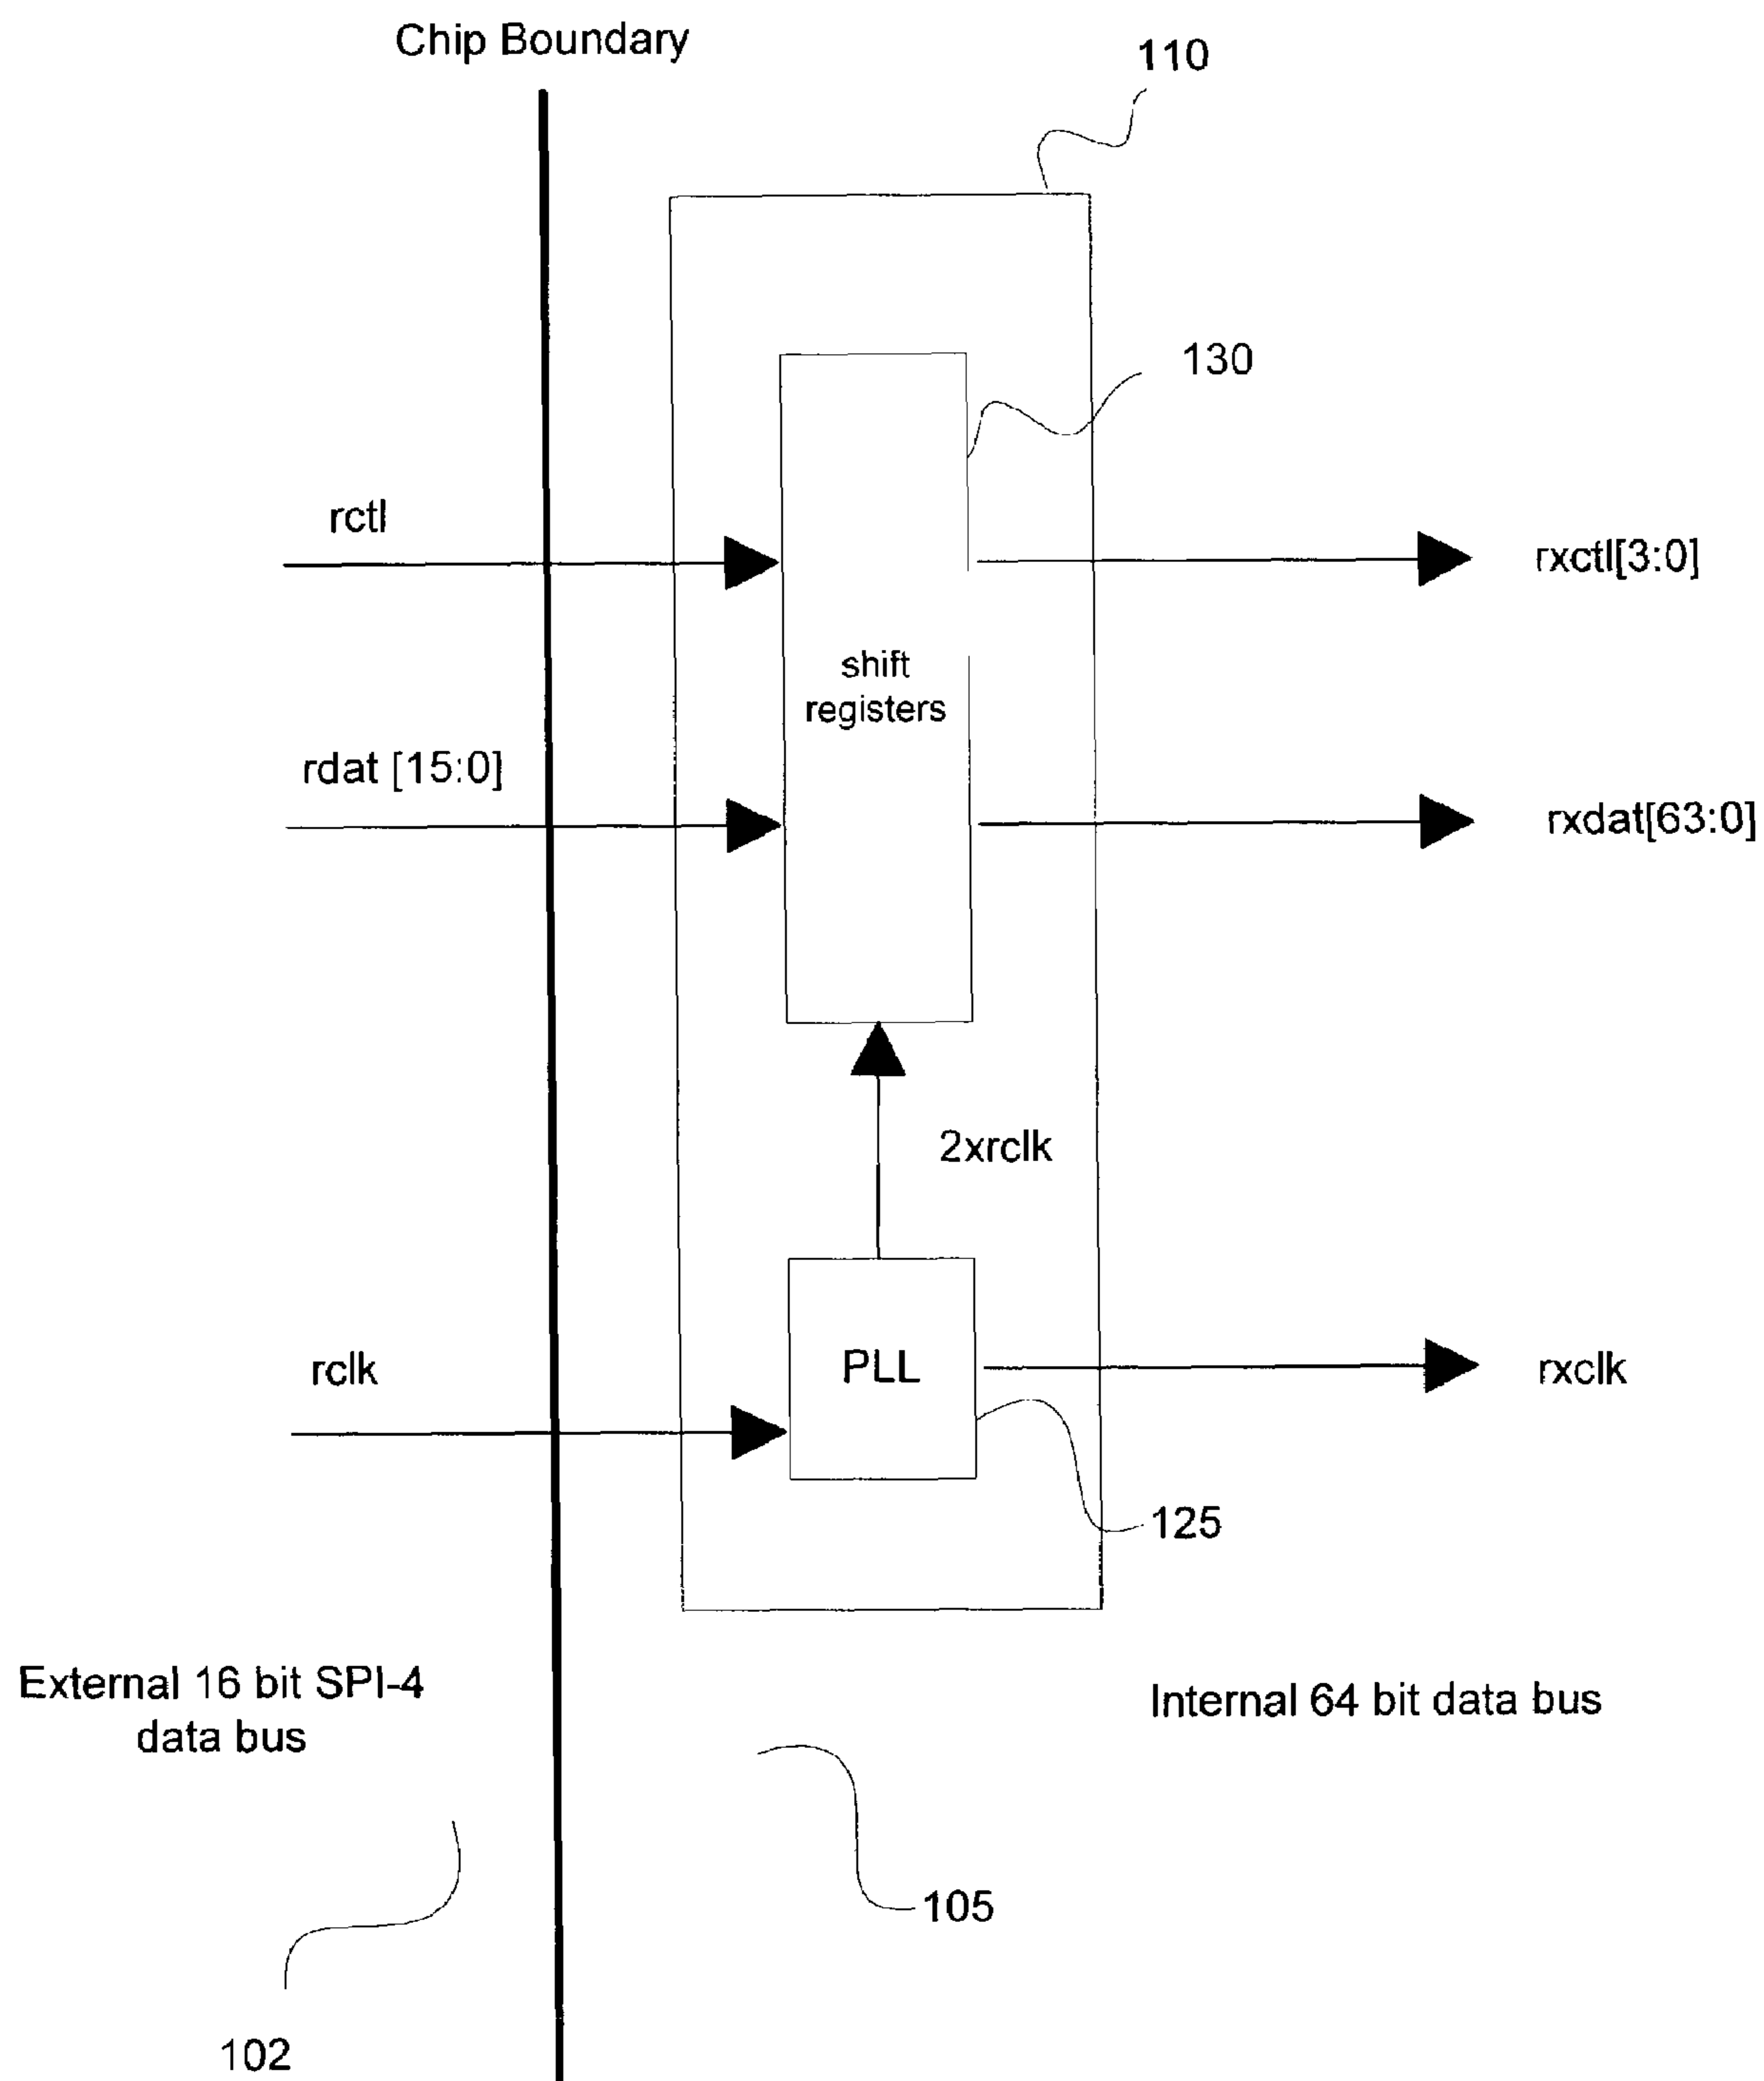 Chip Boundary
110
130
rctl
rxctl[3:0]
shift
registers
rdat [15:0]
rxdat[63:0]
2xrclk
rclk
PLL
rxclk
125
External 16 bit SPI-4
data bus
Internal 64 bit data bus
105
102